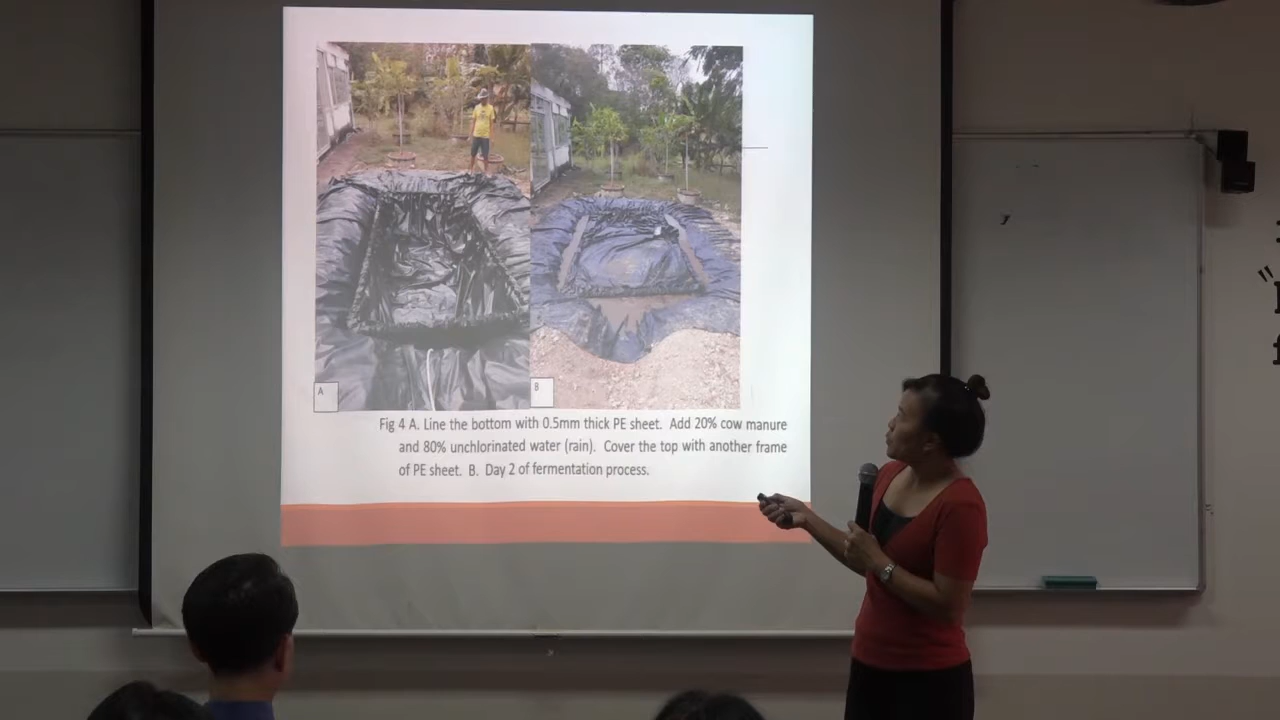 A
B
Fig 4 A. Line the bottom with 0.5mm thick PE sheet. Add 20% cow manure
and 80% unchlorinated water (rain). Cover the top with another frame
of PE sheet. B. Day 2 of fermentation process.